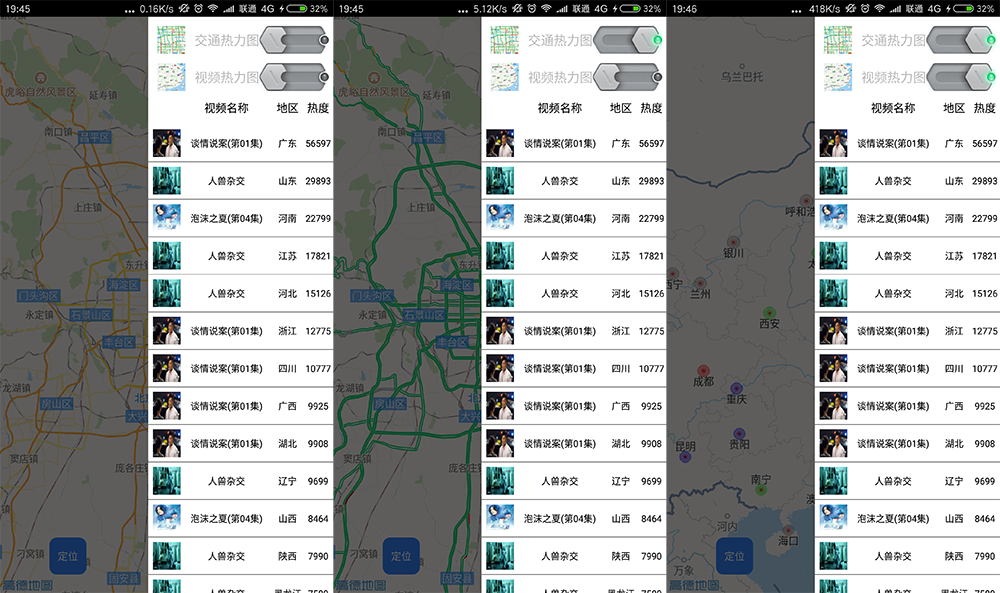 19:45
... 0.16K/s 联通 4G 32%
虎峪自然风景区
延寿镇
南口镇
昌平区
上庄镇
东升镇
海淀区
门头沟区
永定镇
石景山区
丰台区
龙湖镇
房山区
大兴
窦店镇
庞各庄镇
刁窝镇
定位
固安县
高德地图
交通热力图
视频热力图
视频名称 地区 热度
谈情说案(第01集) 广东 56597
人兽杂交 山东 29893
泡沫之夏(第04集) 河南 22799
人兽杂交 江苏 17821
人兽杂交 河北 15126
谈情说案(第01集) 浙江 12775
谈情说案(第01集) 四川 10777
谈情说案(第01集) 广西 9925
谈情说案(第01集) 湖北 9908
人兽杂交 辽宁 9699
泡沫之夏(第04集) 山西 8464
人兽杂交 陕西 7990
19:45
... 5.12K/s 联通 4G 32%
虎峪自然风景区
延寿镇
南口镇
昌平区
上庄镇
海淀区
门头沟区
永定镇
石景山区
丰台区
龙湖镇
房山区
大兴
窦店镇
庞各庄镇
刁窝镇
定位
固安县
高德地图
交通热力图
视频热力图
视频名称 地区 热度
谈情说案(第01集) 广东 56597
人兽杂交 山东 29893
泡沫之夏(第04集) 河南 22799
人兽杂交 江苏 17821
人兽杂交 河北 15126
谈情说案(第01集) 浙江 12775
谈情说案(第01集) 四川 10777
谈情说案(第01集) 广西 9925
谈情说案(第01集) 湖北 9908
人兽杂交 辽宁 9699
泡沫之夏(第04集) 山西 8464
人兽杂交 陕西 7990
19:46
... 418K/s 联通 4G 32%
乌兰巴托
呼和浩
银川
西宁
兰州
西安
成都
重庆
贵阳
昆明
南宁
河内
海口
万象
定位
高德地图
交通热力图
视频热力图
视频名称 地区 热度
谈情说案(第01集) 广东 56597
人兽杂交 山东 29893
泡沫之夏(第04集) 河南 22799
人兽杂交 江苏 17821
人兽杂交 河北 15126
谈情说案(第01集) 浙江 12775
谈情说案(第01集) 四川 10777
谈情说案(第01集) 广西 9925
谈情说案(第01集) 湖北 9908
人兽杂交 辽宁 9699
泡沫之夏(第04集) 山西 8464
人兽杂交 陕西 7990